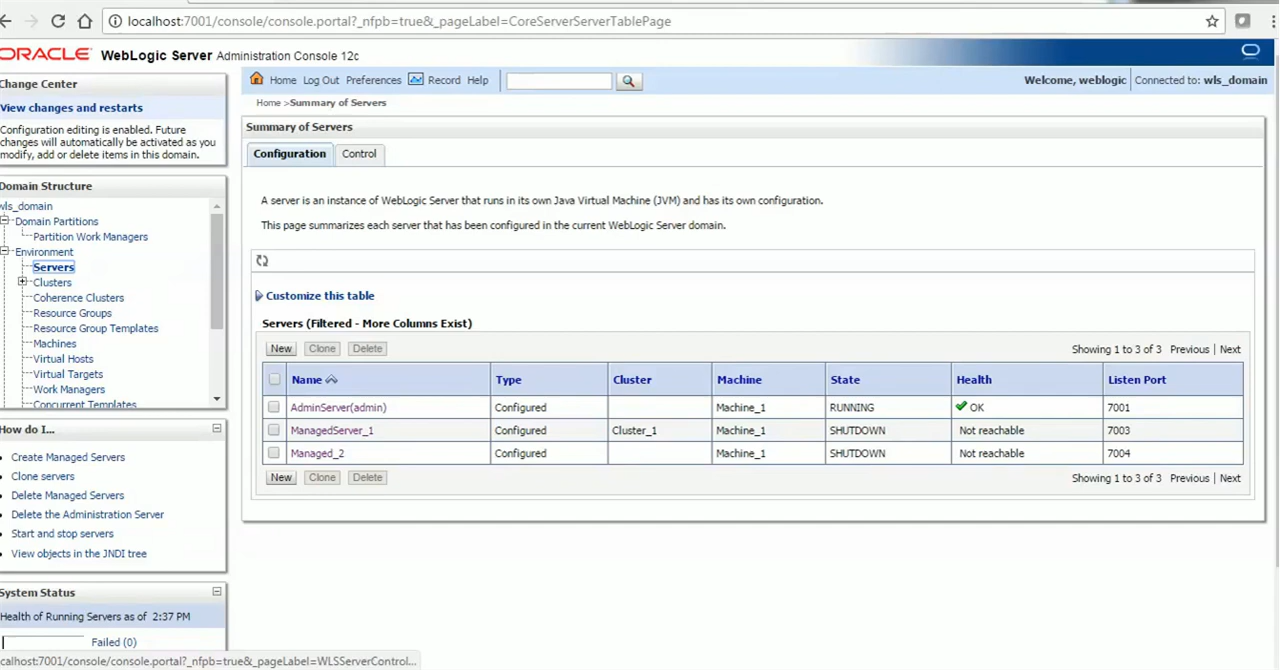 localhost:7001/console/console.portal?_nfpb=true&_pageLabel=CoreServerServerTablePage
ORACLE WebLogic Server Administration Console 12c
Change Center
View changes and restarts
Configuration editing is enabled. Future
changes will automatically be activated as you
modify, add or delete items in this domain.
Domain Structure
wls_domain
Domain Partitions
Partition Work Managers
Environment
Servers
Clusters
Coherence Clusters
Resource Groups
Resource Group Templates
Machines
Virtual Hosts
Virtual Targets
Work Managers
Concurrent Templates
How do I...
Create Managed Servers
Clone servers
Delete Managed Servers
Delete the Administration Server
Start and stop servers
View objects in the JNDI tree
System Status
Health of Running Servers as of 2:37 PM
Failed (0)
Home Log Out Preferences Record Help
Welcome, weblogic Connected to: wls_domain
Home >Summary of Servers
Summary of Servers
Configuration Control
A server is an instance of WebLogic Server that runs in its own Java Virtual Machine (JVM) and has its own configuration.
This page summarizes each server that has been configured in the current WebLogic Server domain.
Customize this table
Servers (Filtered - More Columns Exist)
New Clone Delete Showing 1 to 3 of 3 Previous | Next
Name Type Cluster Machine State Health Listen Port
AdminServer(admin) Configured Machine_1 RUNNING OK 7001
ManagedServer_1 Configured Cluster_1 Machine_1 SHUTDOWN Not reachable 7003
Managed_2 Configured Machine_1 SHUTDOWN Not reachable 7004
New Clone Delete Showing 1 to 3 of 3 Previous | Next
calhost:7001/console/console.portal?_nfpb=true&_pageLabel=WLSServerControl...